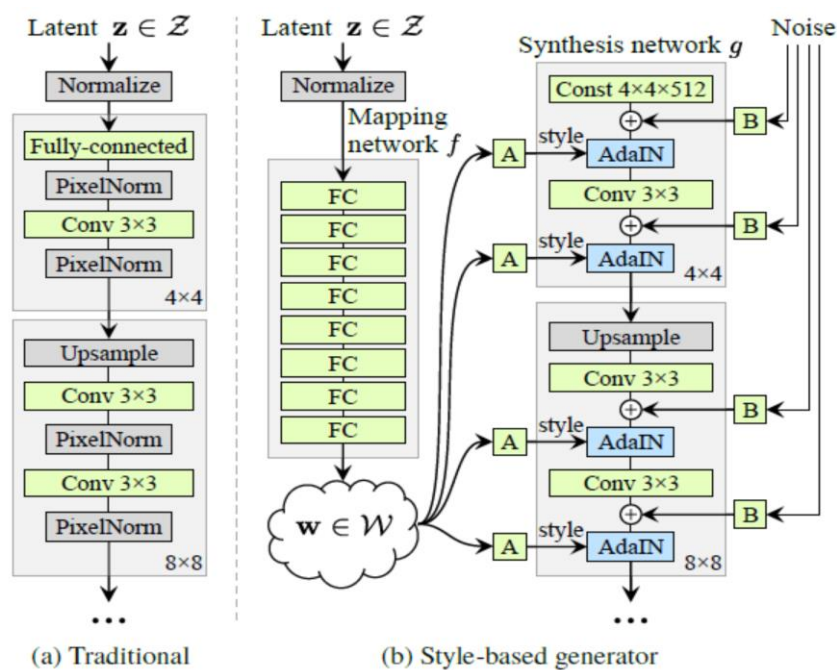 Latent z ∈ 𝒵
Normalize
Fully-connected
PixelNorm
Conv 3×3
PixelNorm
4×4
Upsample
Conv 3×3
PixelNorm
Conv 3×3
PixelNorm
8×8
...
(a) Traditional
Latent z ∈ 𝒵
Normalize
Mapping
network f
FC
FC
FC
FC
FC
FC
FC
FC
w ∈ 𝒲
A
style
A
style
A
style
A
style
Synthesis network g
Const 4×4×512
AdaIN
Conv 3×3
AdaIN
4×4
Upsample
Conv 3×3
AdaIN
Conv 3×3
AdaIN
8×8
...
Noise
B
B
B
B
(b) Style-based generator